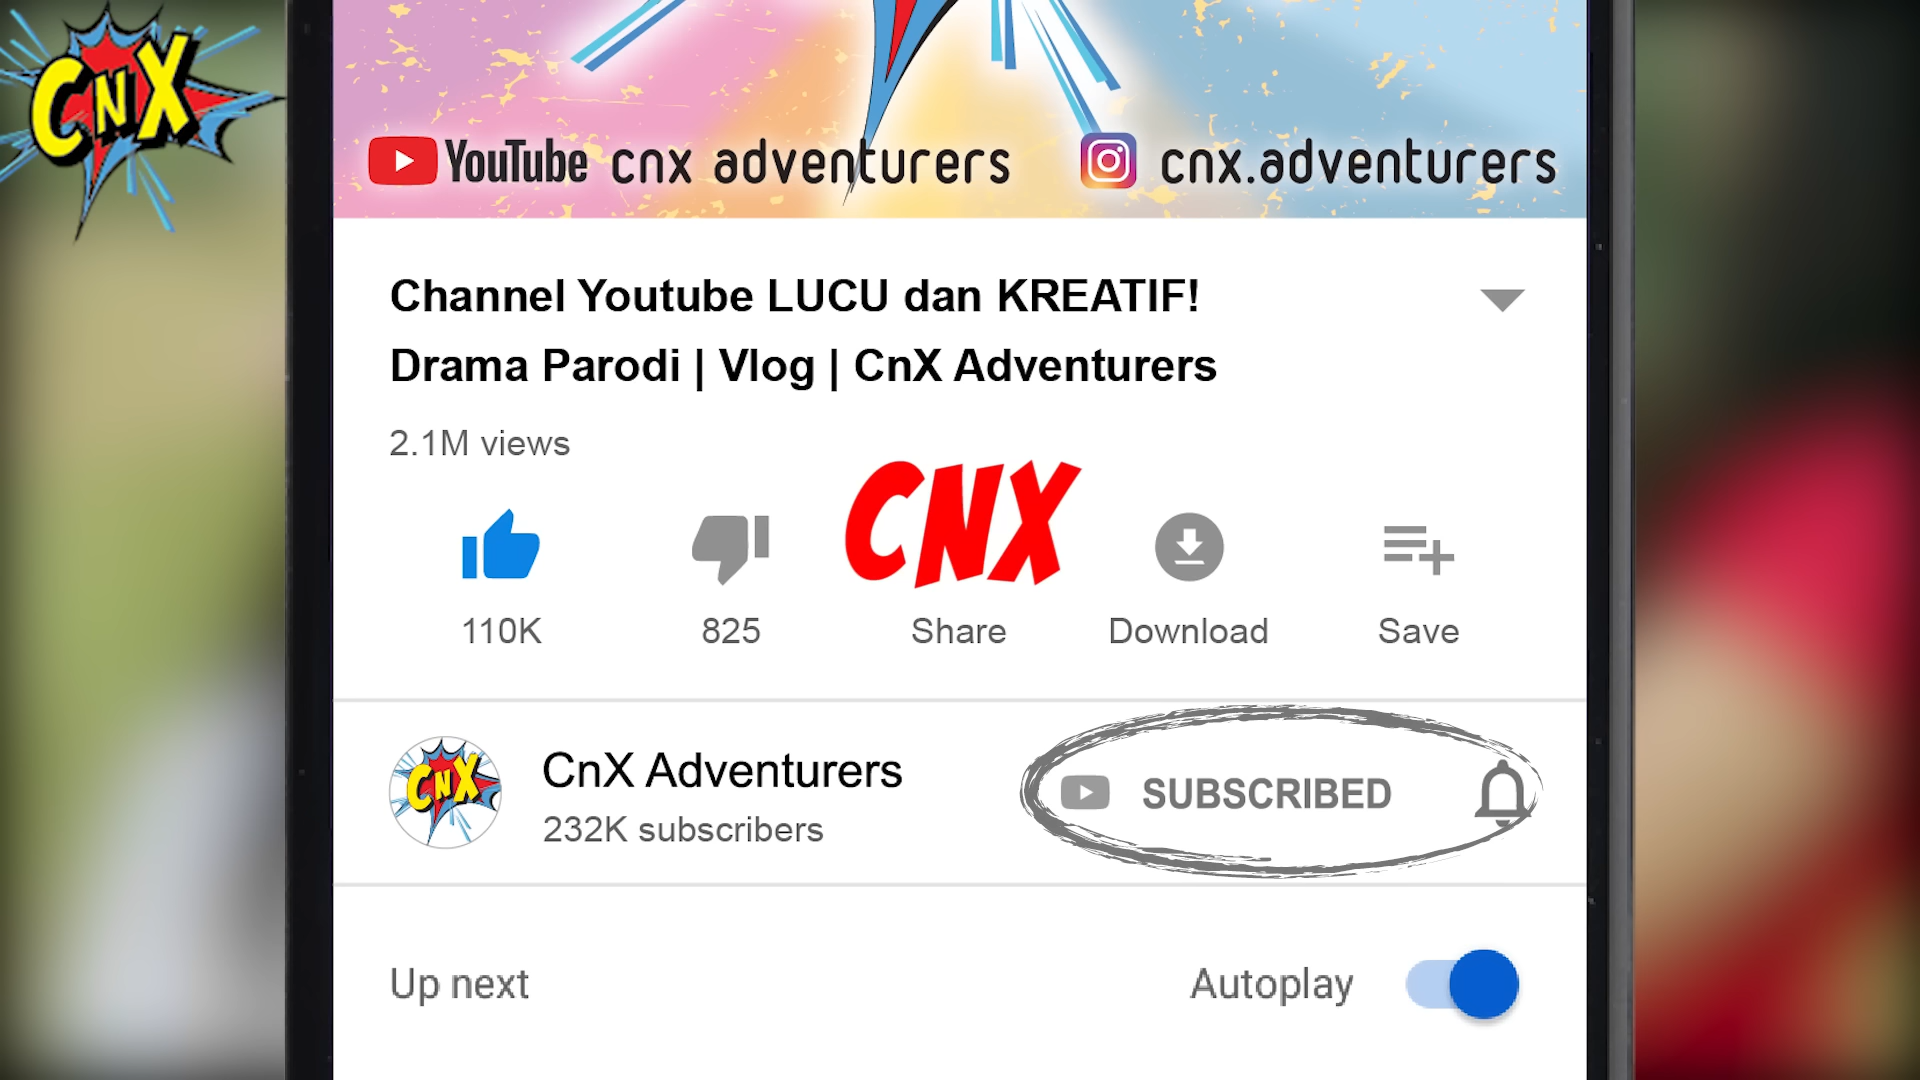 CnX
YouTube cnx adventurers
cnx.adventurers
Channel Youtube LUCU dan KREATIF!
Drama Parodi | Vlog | CnX Adventurers
2.1M views
CNX
110K
825
Share
Download
Save
CnX
CnX Adventurers
232K subscribers
SUBSCRIBED
Up next
Autoplay